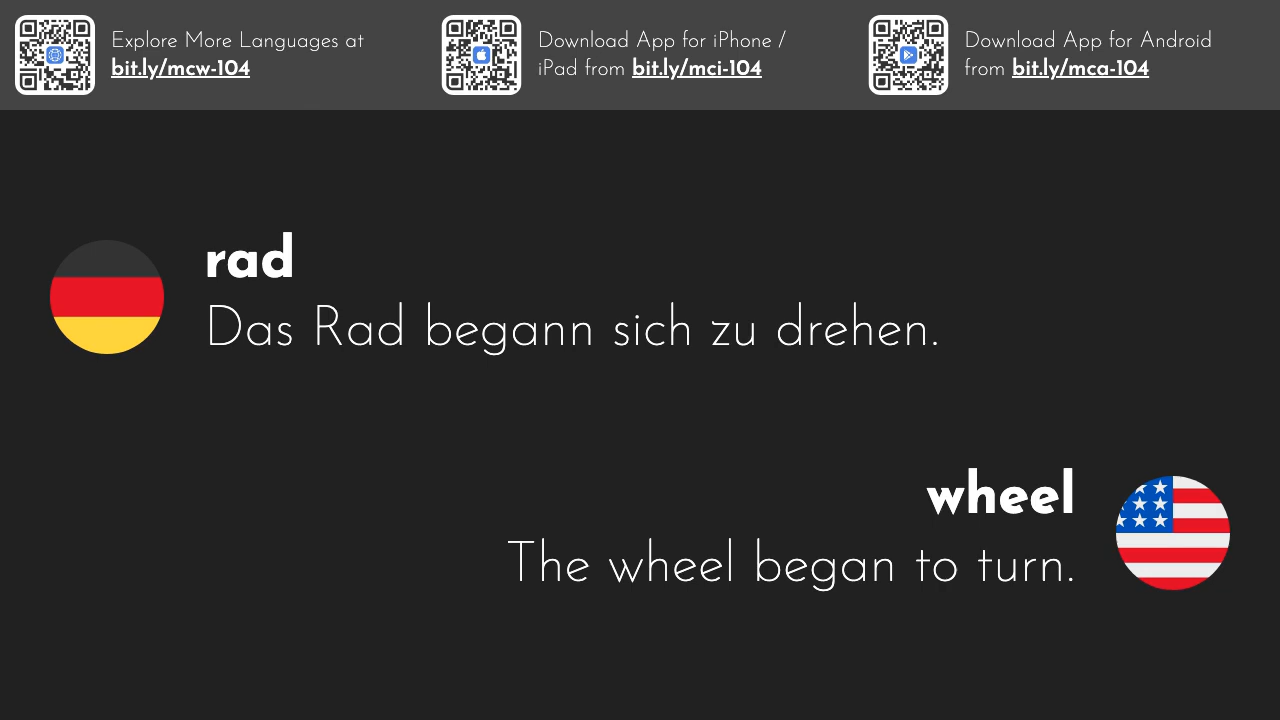 Explore More Languages at
bit.ly/mcw-104
Download App for iPhone /
iPad from bit.ly/mci-104
Download App for Android
from bit.ly/mca-104
rad
Das Rad begann sich zu drehen.
wheel
The wheel began to turn.